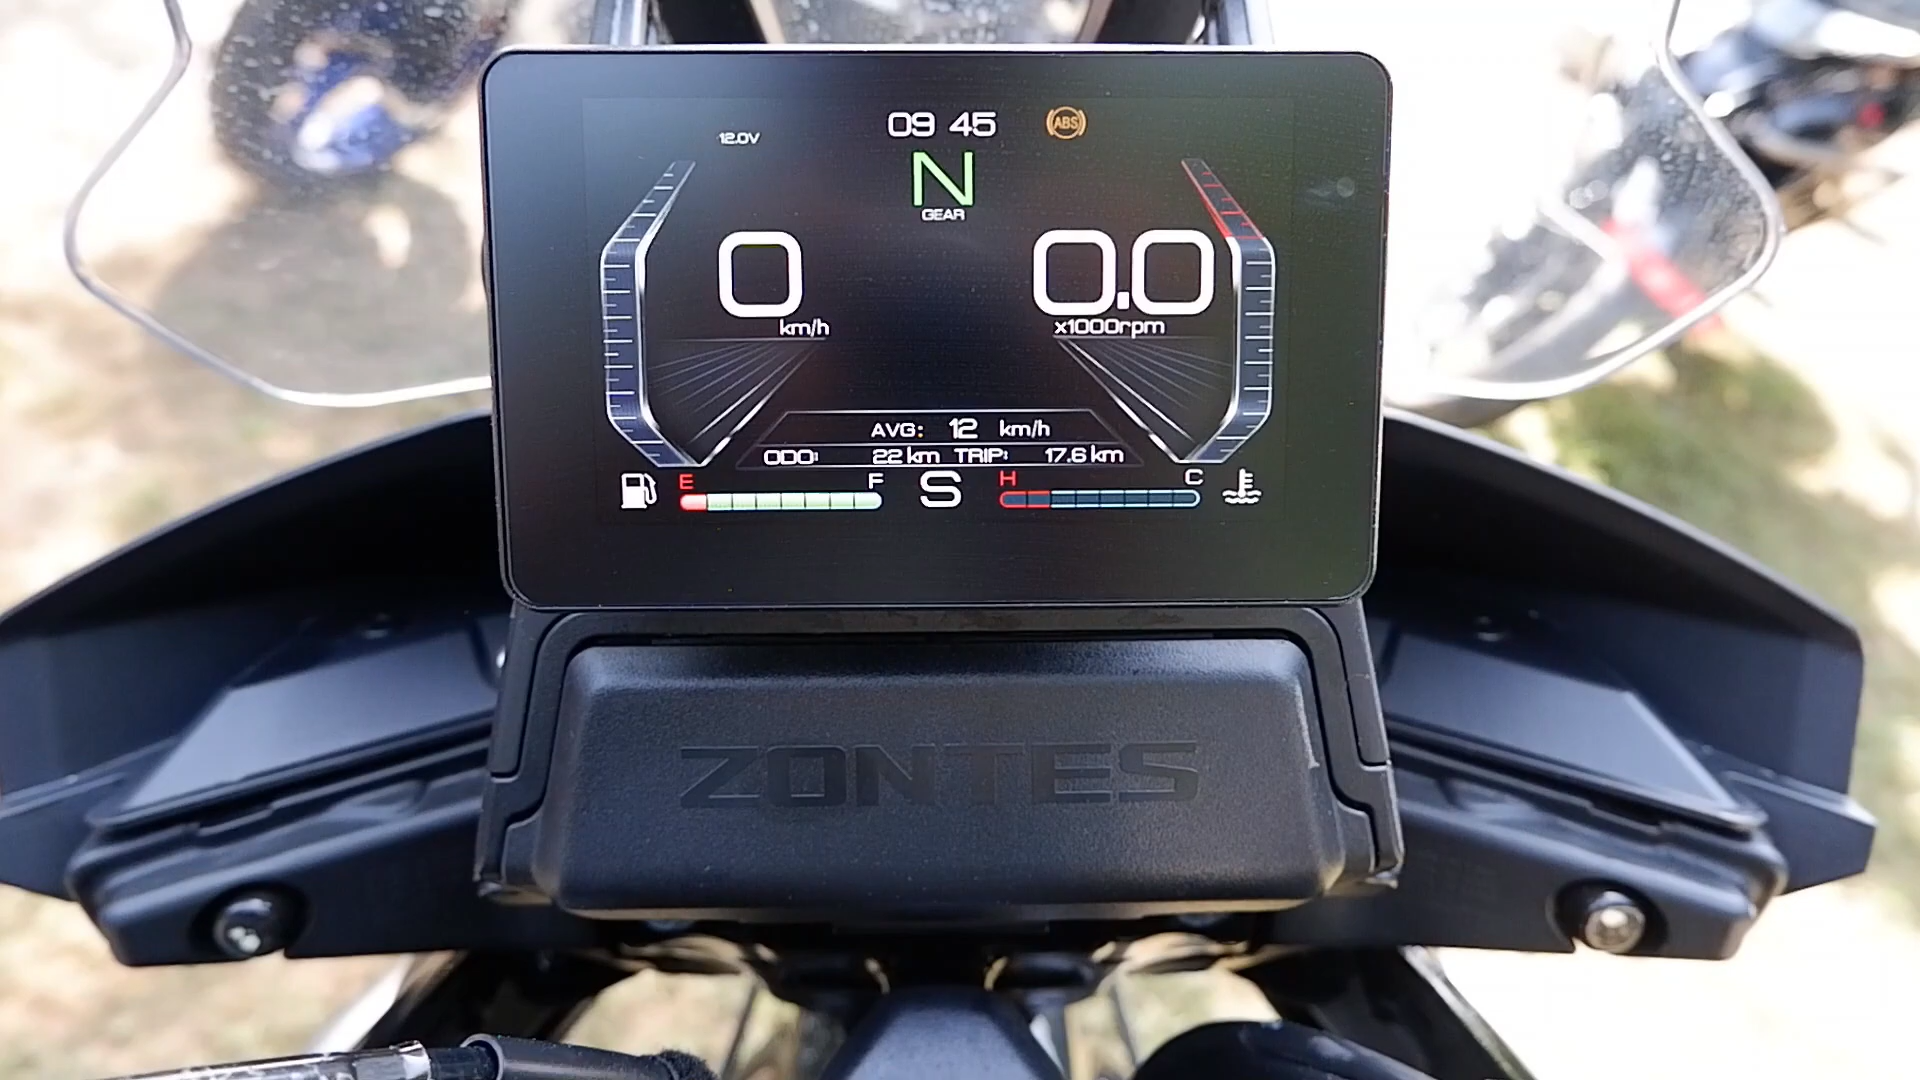 12.0V
09 45
ABS
N
GEAR
0
km/h
0.0
x1000rpm
AVG: 12 km/h
ODO: 22 km TRIP: 17.6 km
E F S H C
ZONTES